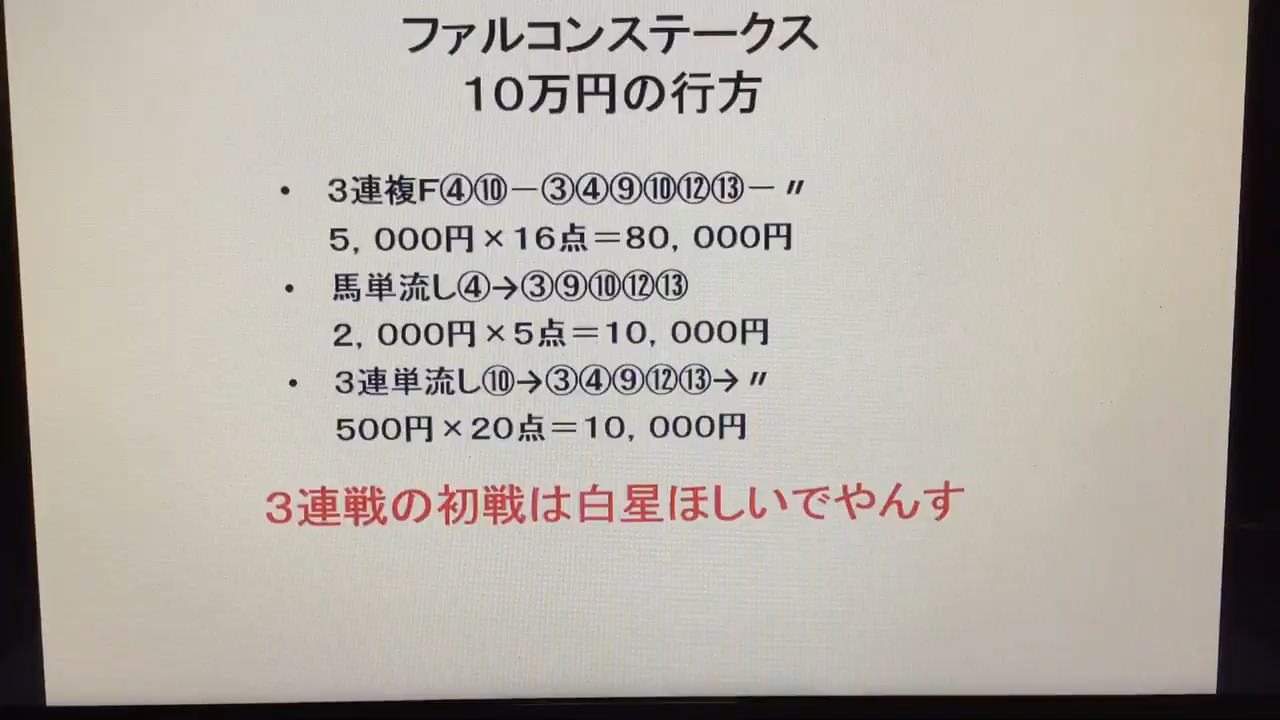 ファルコンステークス
10万円の行方
・ 3連複F④⑩－③④⑨⑩⑫⑬－〃
5,000円×16点＝80,000円
・ 馬単流し④→③⑨⑩⑫⑬
2,000円×5点＝10,000円
・ 3連単流し⑩→③④⑨⑫⑬→〃
500円×20点＝10,000円
3連戦の初戦は白星ほしいでやんす